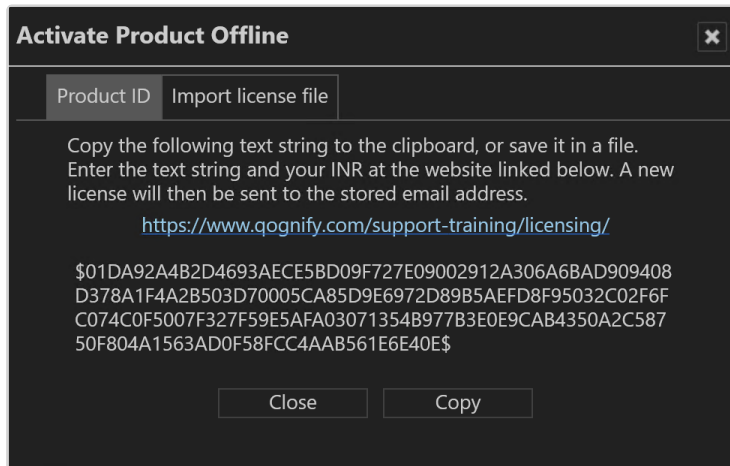 Activate Product Offline
Product ID
Import license file
Copy the following text string to the clipboard, or save it in a file.
Enter the text string and your INR at the website linked below. A new
license will then be sent to the stored email address.
https://www.qognify.com/support-training/licensing/
$01DA92A4B2D4693AECE5BD09F727E09002912A306A6BAD909408
D378A1F4A2B503D70005CA85D9E6972D89B5AEFD8F95032C02F6F
C074C0F5007F327F59E5AFA03071354B977B3E0E9CAB4350A2C587
50F804A1563AD0F58FCC4AAB561E6E40E$
Close
Copy